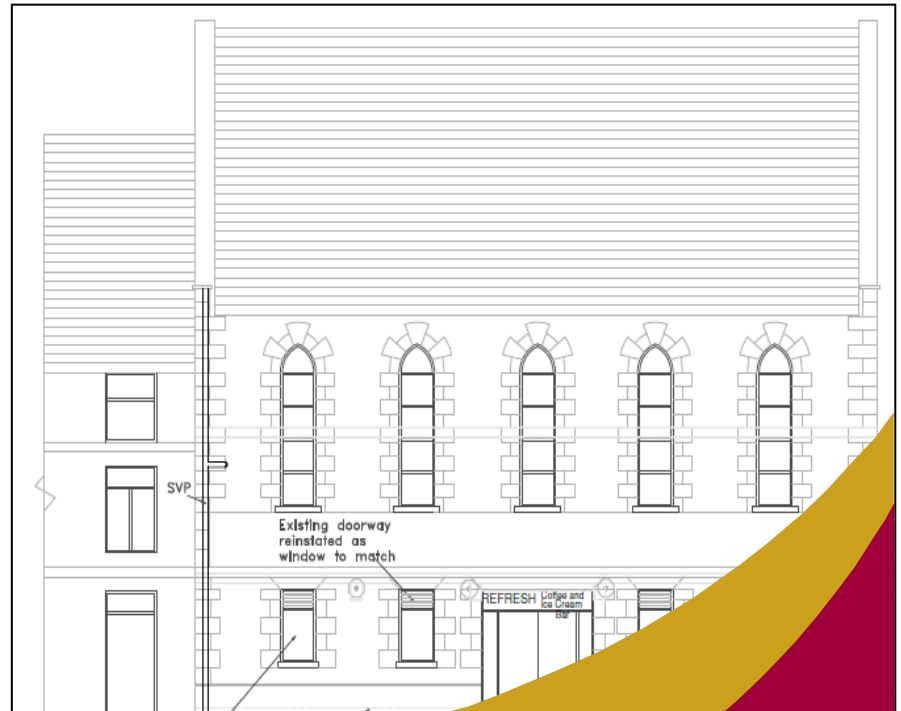 SVP
Existing doorway
reinstated as
window to match
REFRESH
Coffee and
Ice Cream
Bar